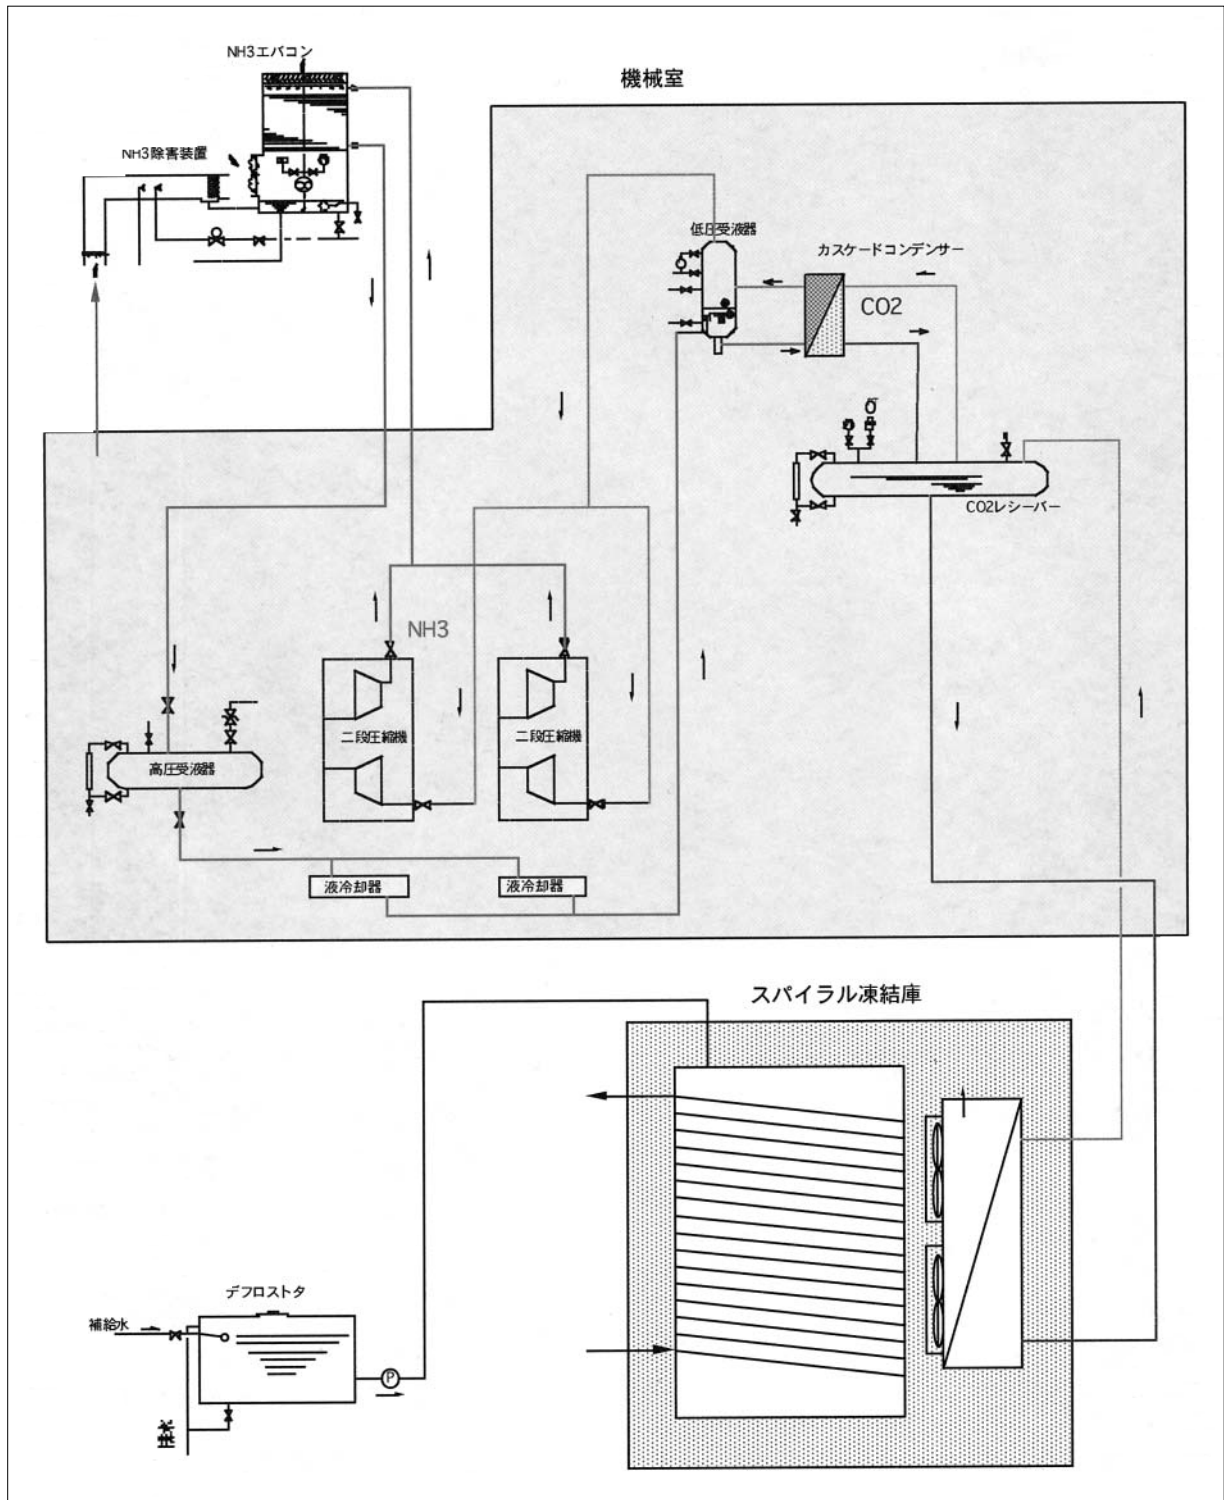 NH3エバコン
機械室
NH3除害装置
低圧受液器
カスケードコンデンサー
CO2
CO2レシーバー
NH3
二段圧縮機
二段圧縮機
高圧受液器
液冷却器
液冷却器
スパイラル凍結庫
デフロストタ
補給水
P
排水